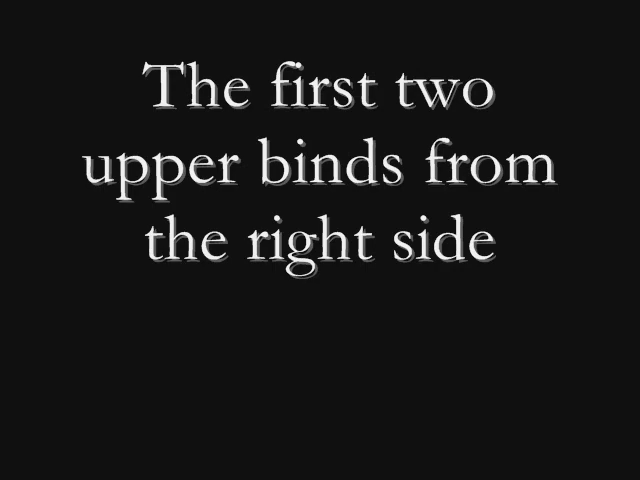 The first two
upper binds from
the right side